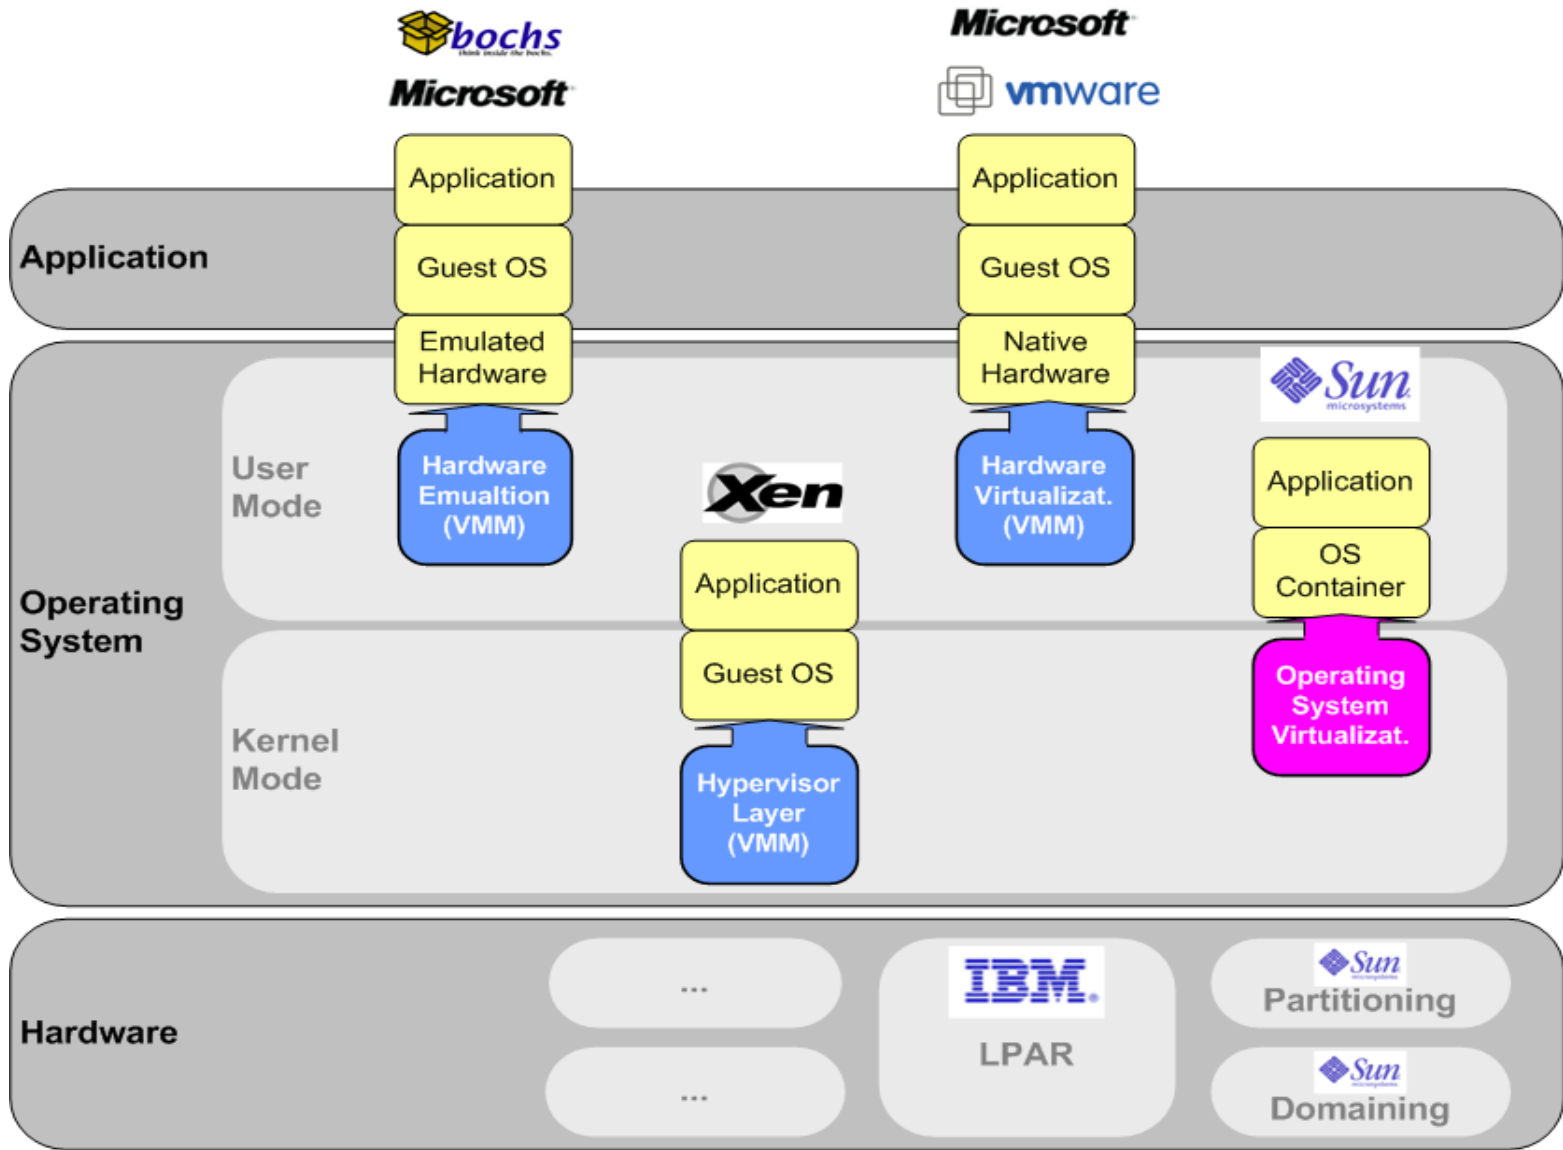 bochs
think inside the bochs.
Microsoft
Microsoft
vmware
Application
Application
Application
Guest OS
Guest OS
Emulated
Hardware
Native
Hardware
Sun
microsystems
User
Mode
Hardware
Emualtion
(VMM)
Xen
Hardware
Virtualizat.
(VMM)
Application
OS
Container
Operating
System
Application
Guest OS
Kernel
Mode
Hypervisor
Layer
(VMM)
Operating
System
Virtualizat.
Hardware
...
...
IBM
LPAR
Sun
microsystems
Partitioning
Sun
microsystems
Domaining